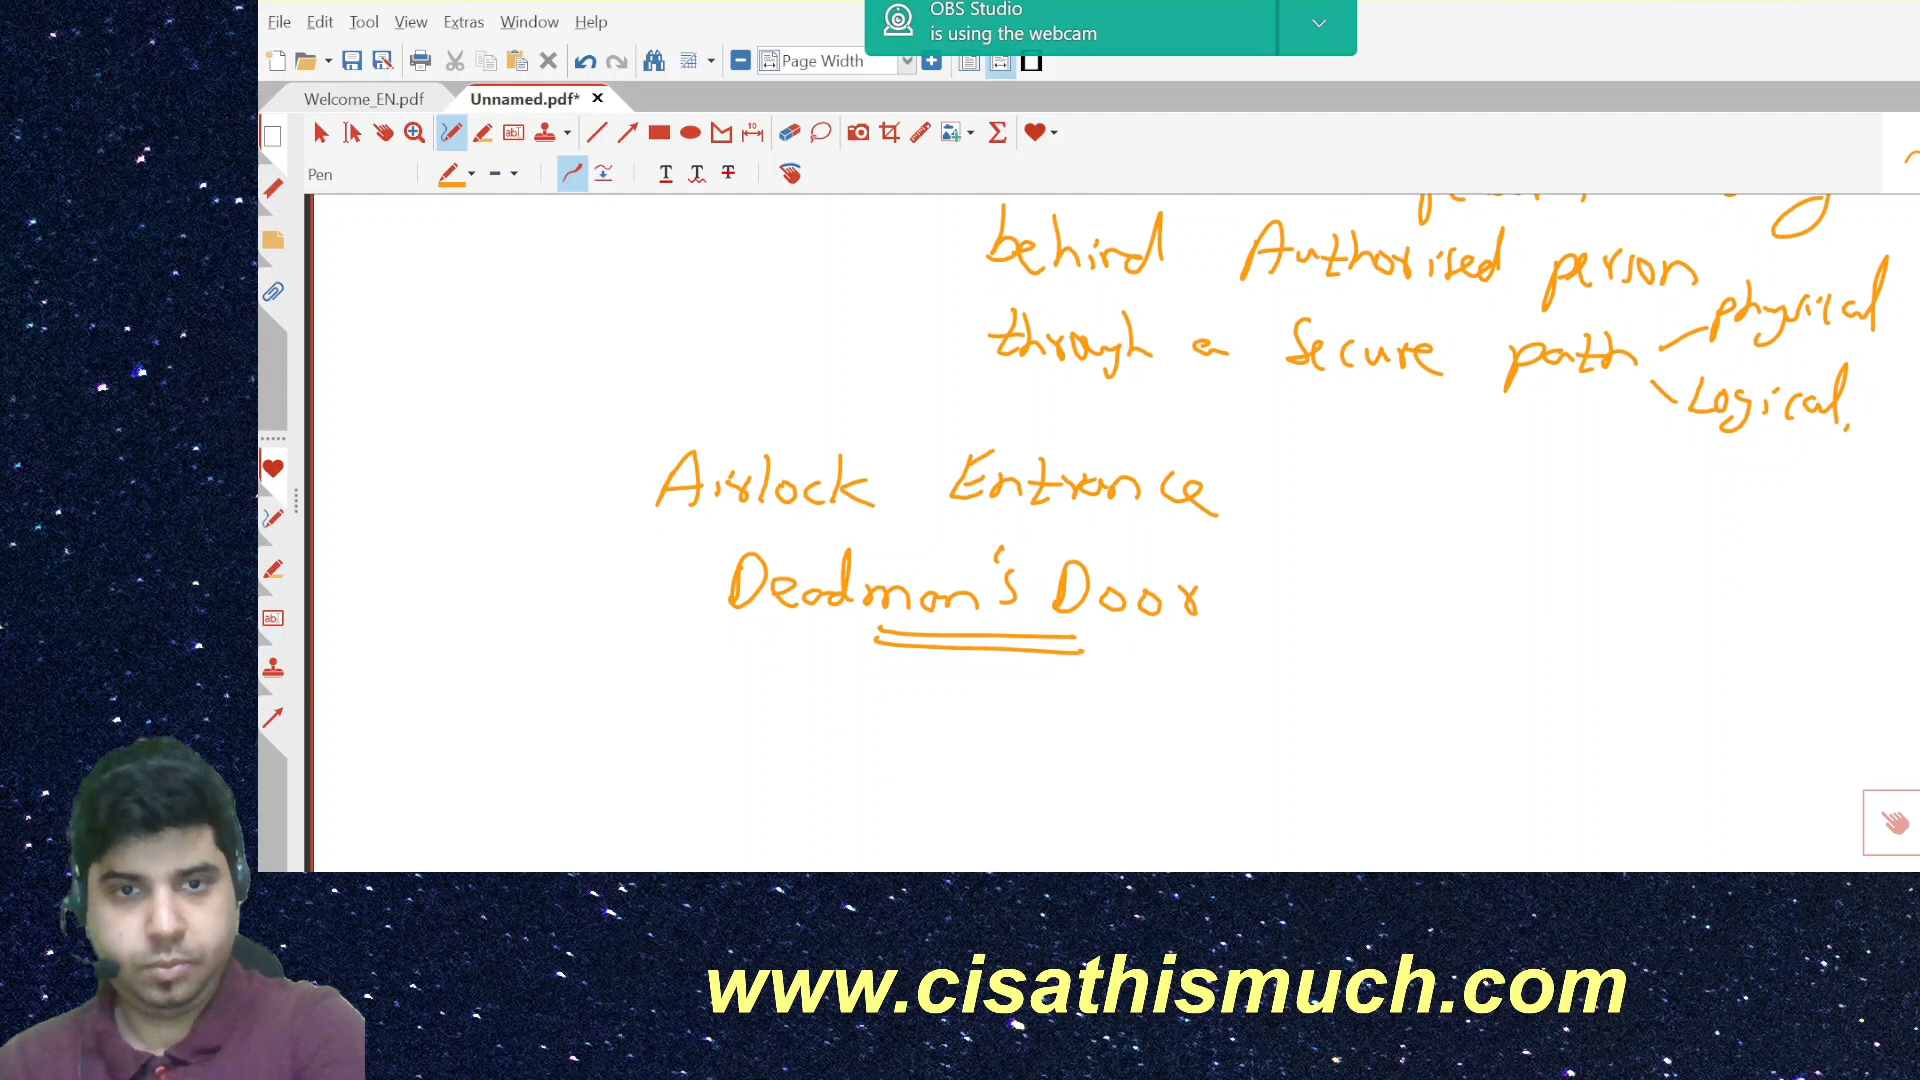 OBS Studio
is using the webcam
File Edit Tool View Extras Window Help
Page Width
Welcome_EN.pdf Unnamed.pdf*
Pen
behind Authorised person
through a Secure path physical
Logical.
Airlock Entrance
Deadman's Door
www.cisathismuch.com